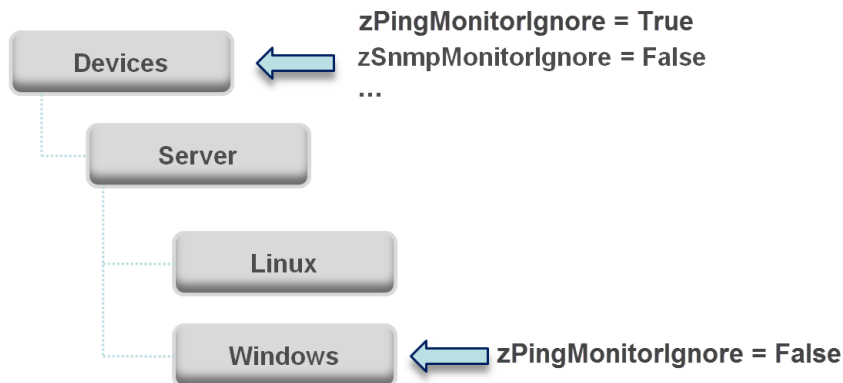 zPingMonitorIgnore = True
Devices
zSnmpMonitorIgnore = False
...
Server
Linux
Windows
zPingMonitorIgnore = False